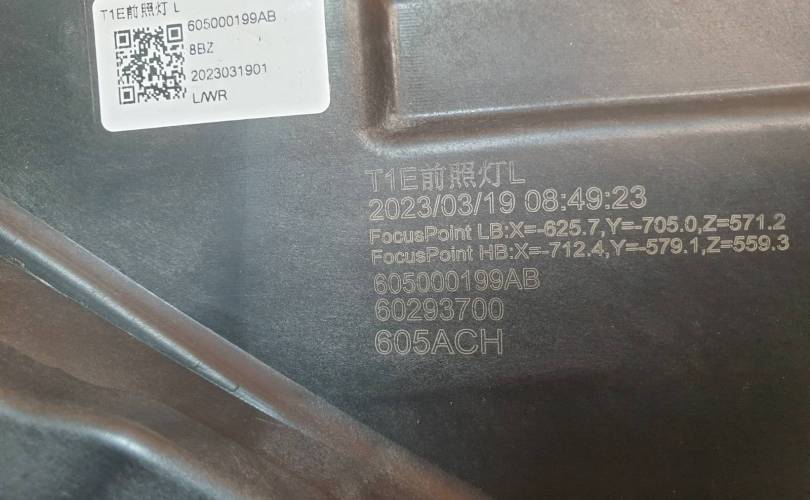 T1E前照灯 L
605000199AB
8BZ
2023031901
L/WR
T1E前照灯L
2023/03/19 08:49:23
FocusPoint LB:X=-625.7,Y=-705.0,Z=571.2
FocusPoint HB:X=-712.4,Y=-579.1,Z=559.3
605000199AB
60293700
605ACH